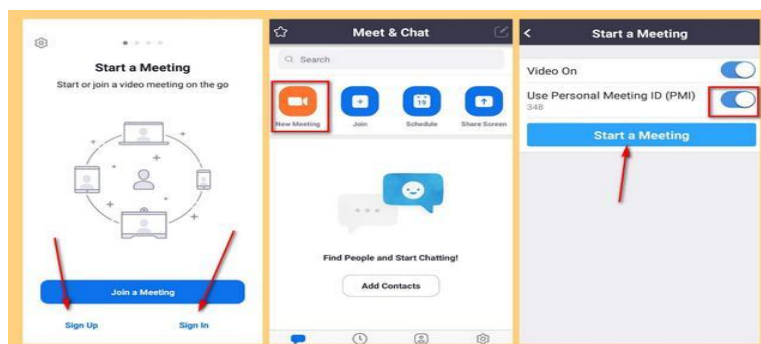 Start a Meeting
Start or join a video meeting on the go
Join a Meeting
Sign Up
Sign In
Meet & Chat
Search
New Meeting
Join
19
Schedule
Share Screen
Find People and Start Chatting!
Add Contacts
Start a Meeting
Video On
Use Personal Meeting ID (PMI)
348
Start a Meeting